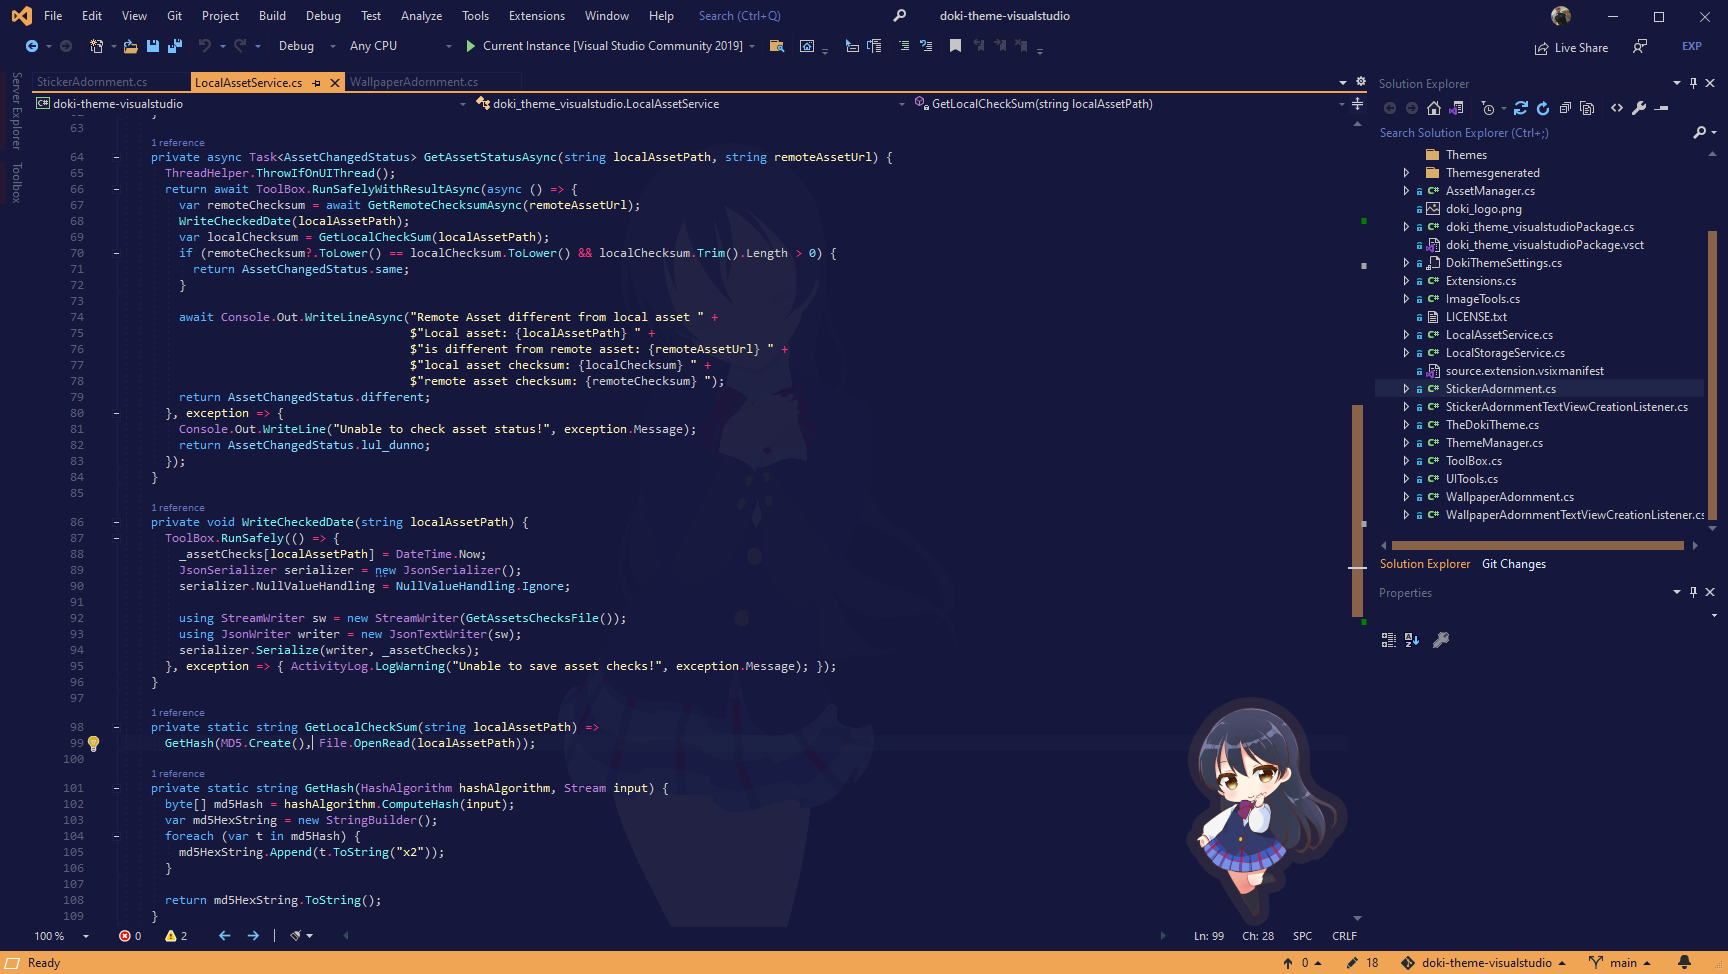 File Edit View Git Project Build Debug Test Analyze Tools Extensions Window Help Search (Ctrl+Q) doki-theme-visualstudio
Debug Any CPU Current Instance [Visual Studio Community 2019] Live Share EXP
Server Explorer
Toolbox
StickerAdornment.cs LocalAssetService.cs WallpaperAdornment.cs
doki-theme-visualstudio doki_theme_visualstudio.LocalAssetService GetLocalCheckSum(string localAssetPath)
63
1 reference
64 private async Task<AssetChangedStatus> GetAssetStatusAsync(string localAssetPath, string remoteAssetUrl) {
65 ThreadHelper.ThrowIfOnUIThread();
66 return await ToolBox.RunSafelyWithResultAsync(async () => {
67 var remoteChecksum = await GetRemoteChecksumAsync(remoteAssetUrl);
68 WriteCheckedDate(localAssetPath);
69 var localChecksum = GetLocalCheckSum(localAssetPath);
70 if (remoteChecksum?.ToLower() == localChecksum.ToLower() && localChecksum.Trim().Length > 0) {
71 return AssetChangedStatus.same;
72 }
73
74 await Console.Out.WriteLineAsync("Remote Asset different from local asset " +
75 $"Local asset: {localAssetPath} " +
76 $"is different from remote asset: {remoteAssetUrl} " +
77 $"local asset checksum: {localChecksum} " +
78 $"remote asset checksum: {remoteChecksum} ");
79 return AssetChangedStatus.different;
80 }, exception => {
81 Console.Out.WriteLine("Unable to check asset status!", exception.Message);
82 return AssetChangedStatus.lul_dunno;
83 });
84 }
85
1 reference
86 private void WriteCheckedDate(string localAssetPath) {
87 ToolBox.RunSafely(() => {
88 _assetChecks[localAssetPath] = DateTime.Now;
89 JsonSerializer serializer = new JsonSerializer();
90 serializer.NullValueHandling = NullValueHandling.Ignore;
91
92 using StreamWriter sw = new StreamWriter(GetAssetsChecksFile());
93 using JsonWriter writer = new JsonTextWriter(sw);
94 serializer.Serialize(writer, _assetChecks);
95 }, exception => { ActivityLog.LogWarning("Unable to save asset checks!", exception.Message); });
96 }
97
1 reference
98 private static string GetLocalCheckSum(string localAssetPath) =>
99 GetHash(MD5.Create(), File.OpenRead(localAssetPath));
100
1 reference
101 private static string GetHash(HashAlgorithm hashAlgorithm, Stream input) {
102 byte[] md5Hash = hashAlgorithm.ComputeHash(input);
103 var md5HexString = new StringBuilder();
104 foreach (var t in md5Hash) {
105 md5HexString.Append(t.ToString("x2"));
106 }
107
108 return md5HexString.ToString();
109 }
100 % 0 2 Ln: 99 Ch: 28 SPC CRLF
Solution Explorer
Search Solution Explorer (Ctrl+;)
Themes
Themesgenerated
C# AssetManager.cs
doki_logo.png
C# doki_theme_visualstudioPackage.cs
doki_theme_visualstudioPackage.vsct
DokiThemeSettings.cs
C# Extensions.cs
C# ImageTools.cs
LICENSE.txt
C# LocalAssetService.cs
C# LocalStorageService.cs
source.extension.vsixmanifest
C# StickerAdornment.cs
C# StickerAdornmentTextViewCreationListener.cs
C# TheDokiTheme.cs
C# ThemeManager.cs
C# ToolBox.cs
C# UITools.cs
C# WallpaperAdornment.cs
C# WallpaperAdornmentTextViewCreationListener.cs
Solution Explorer Git Changes
Properties
Ready 0 18 doki-theme-visualstudio main